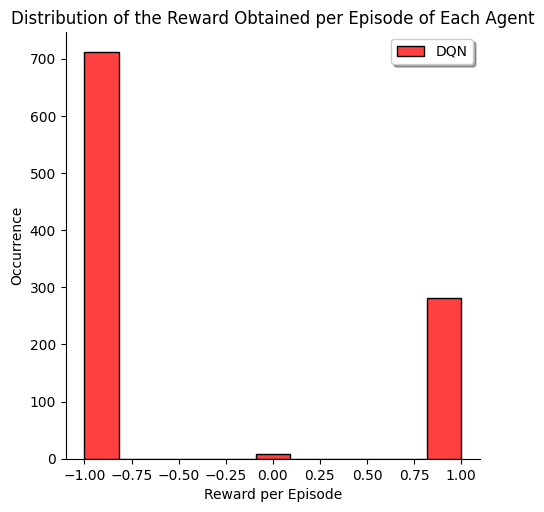 Distribution of the Reward Obtained per Episode of Each Agent
DQN
700
600
500
400
300
200
100
0
Occurrence
−1.00 −0.75 −0.50 −0.25 0.00 0.25 0.50 0.75 1.00
Reward per Episode